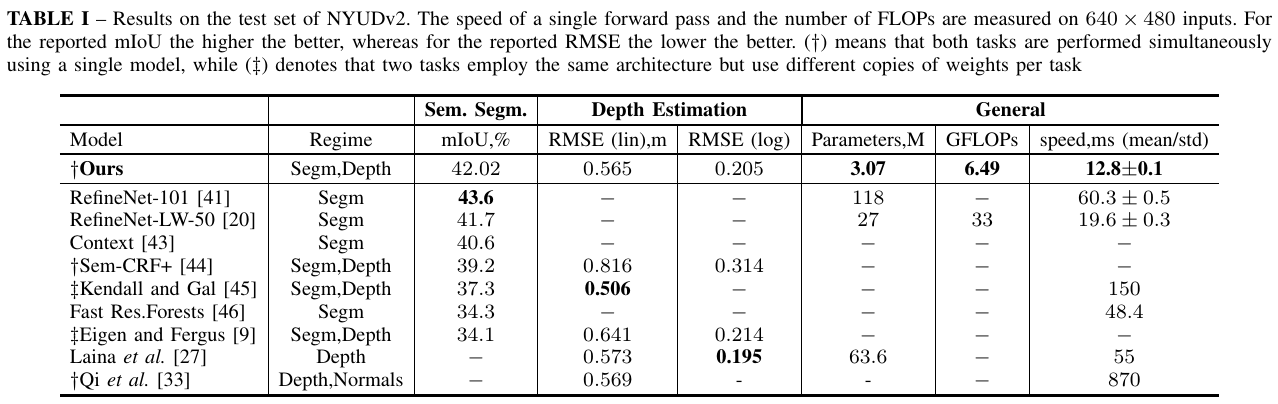 TABLE I – Results on the test set of NYUDv2. The speed of a single forward pass and the number of FLOPs are measured on 640 × 480 inputs. For
the reported mIoU the higher the better, whereas for the reported RMSE the lower the better. (†) means that both tasks are performed simultaneously
using a single model, while (‡) denotes that two tasks employ the same architecture but use different copies of weights per task
Sem. Segm. Depth Estimation General
Model Regime mIoU,% RMSE (lin),m RMSE (log) Parameters,M GFLOPs speed,ms (mean/std)
†Ours Segm,Depth 42.02 0.565 0.205 3.07 6.49 12.8±0.1
RefineNet-101 [41] Segm 43.6 − − 118 − 60.3 ± 0.5
RefineNet-LW-50 [20] Segm 41.7 − − 27 33 19.6 ± 0.3
Context [43] Segm 40.6 − − − − −
†Sem-CRF+ [44] Segm,Depth 39.2 0.816 0.314 − − −
‡Kendall and Gal [45] Segm,Depth 37.3 0.506 − − − 150
Fast Res.Forests [46] Segm 34.3 − − − − 48.4
‡Eigen and Fergus [9] Segm,Depth 34.1 0.641 0.214 − − −
Laina et al. [27] Depth − 0.573 0.195 63.6 − 55
†Qi et al. [33] Depth,Normals − 0.569 - - − 870